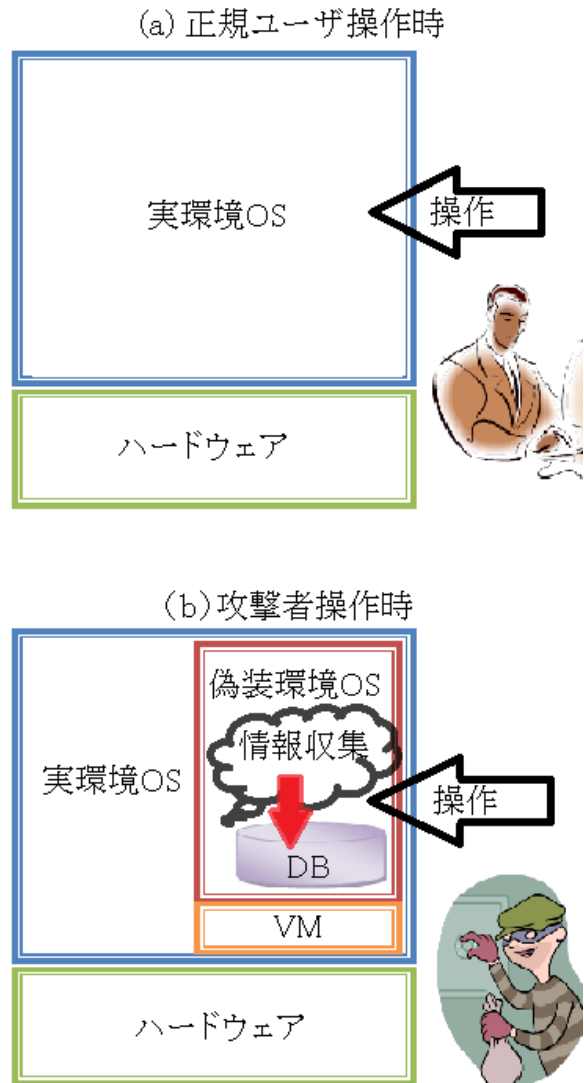 (a) 正規ユーザ操作時
実環境OS
操作
ハードウェア
(b)攻撃者操作時
偽装環境OS
情報収集
実環境OS
操作
DB
VM
ハードウェア